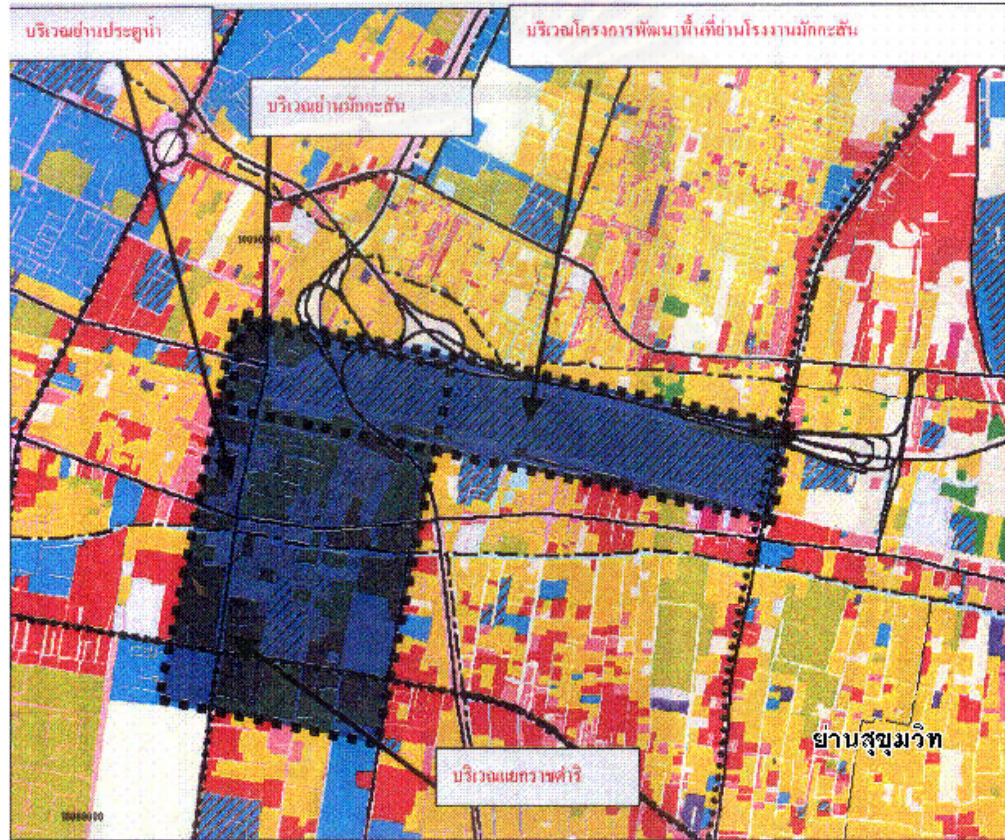 บริเวณย่านประตูน้ำ
บริเวณโครงการพัฒนาพื้นที่ย่านโรงงานมักกะสัน
บริเวณย่านมักกะสัน
ย่านสุขุมวิท
บริเวณแยกราชดำริ